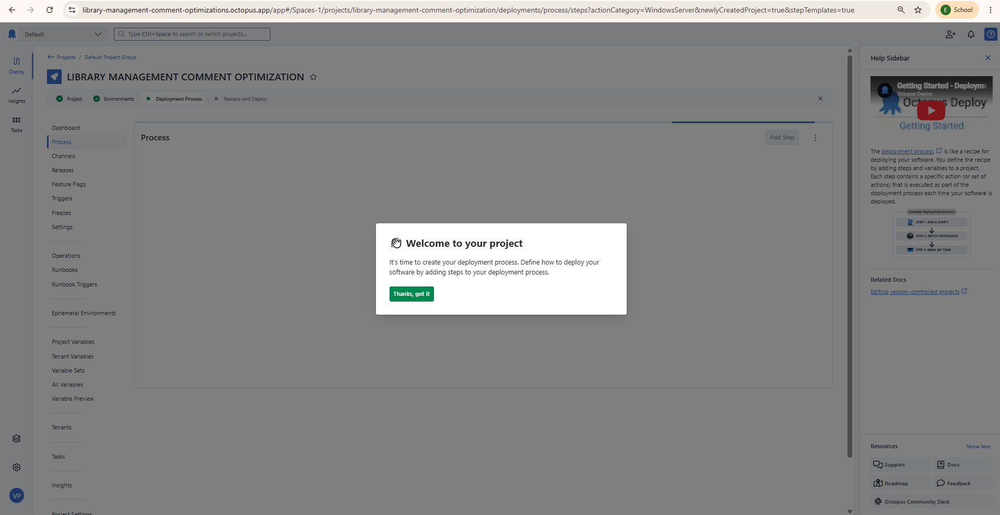 library-management-comment-optimizations.octopus.app/app#/Spaces-1/projects/library-management-comment-optimization/deployments/process/steps?actionCategory=WindowsServer&newlyCreatedProject=true&stepTemplates=true
E School
Default
Type Ctrl+Space to search or switch projects...
Deploy
Insights
Tasks
Projects / Default Project Group
LIBRARY MANAGEMENT COMMENT OPTIMIZATION
Project
Environments
Deployment Process
Release and Deploy
Dashboard
Process
Channels
Releases
Feature Flags
Triggers
Freezes
Settings
Operations
Runbooks
Runbook Triggers
Ephemeral Environments
Project Variables
Tenant Variables
Variable Sets
All Variables
Variable Preview
Tenants
Tasks
Insights
Project Settings
VP
Process
Add Step
Welcome to your project
It's time to create your deployment process. Define how to deploy your
software by adding steps to your deployment process.
Thanks, got it
Help Sidebar
Getting Started - Deployme
Octopus Deploy
Octopus Deploy
Getting Started
The deployment process is like a recipe for
deploying your software. You define the recipe
by adding steps and variables to a project.
Each step contains a specific action (or set of
actions) that is executed as part of the
deployment process each time your software is
deployed.
Example deployment process
STEP 1. RUN A SCRIPT
STEP 2. DEPLOY MYPACKAGE
STEP 3. EMAIL MY TEAM
Related Docs
Editing version-controlled projects
Resources
Show less
Support
Docs
Roadmap
Feedback
Octopus Community Slack